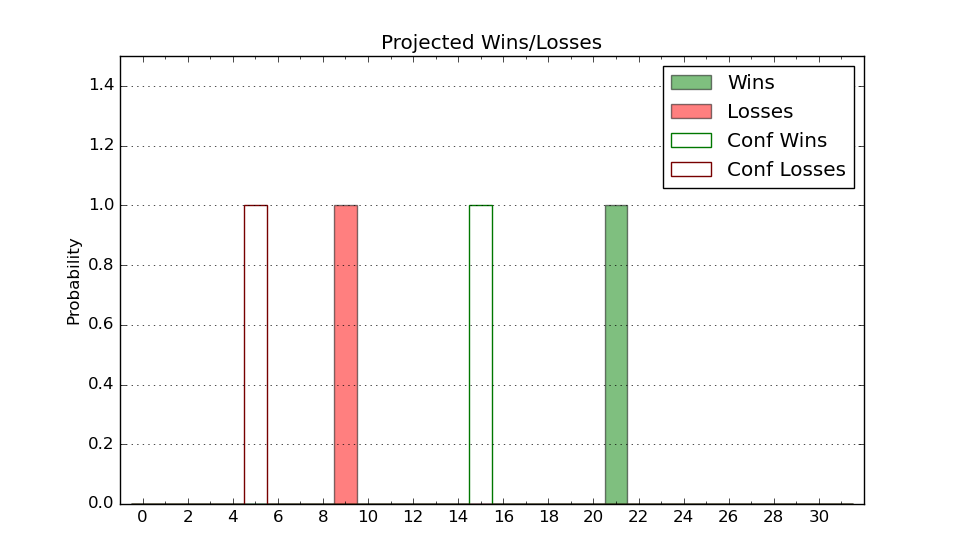 Projected Wins/Losses
1.4
1.2
1.0
0.8
0.6
0.4
0.2
0.0
Probability
Wins
Losses
Conf Wins
Conf Losses
0 2 4 6 8 10 12 14 16 18 20 22 24 26 28 30